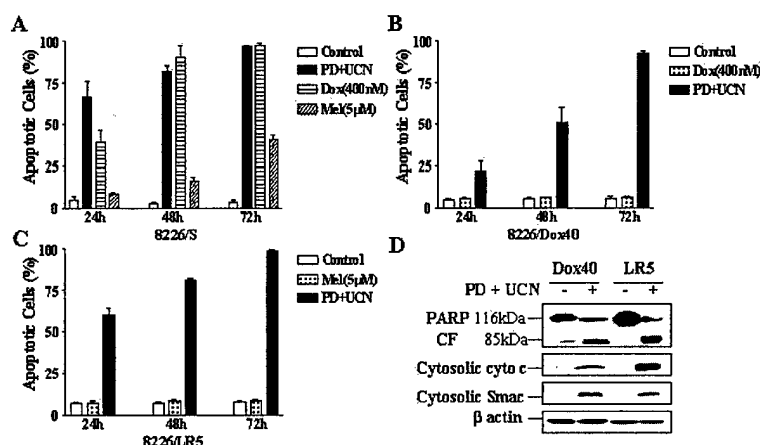 A
Apoptotic Cells (%)
100
75
50
25
0
24h 48h 72h
8226/S
Control
PD+UCN
Dox(400nM)
Mel(5μM)
B
Apoptotic Cells (%)
100
75
50
25
0
24h 48h 72h
8226/Dox40
Control
Dox(400nM)
PD+UCN
C
Apoptotic Cells (%)
100
75
50
25
0
24h 48h 72h
8226/LR5
Control
Mel(5μM)
PD+UCN
D
Dox40 LR5
PD + UCN - + - +
PARP 116kDa
CF 85kDa
Cytosolic cyto c
Cytosolic Smac
β actin